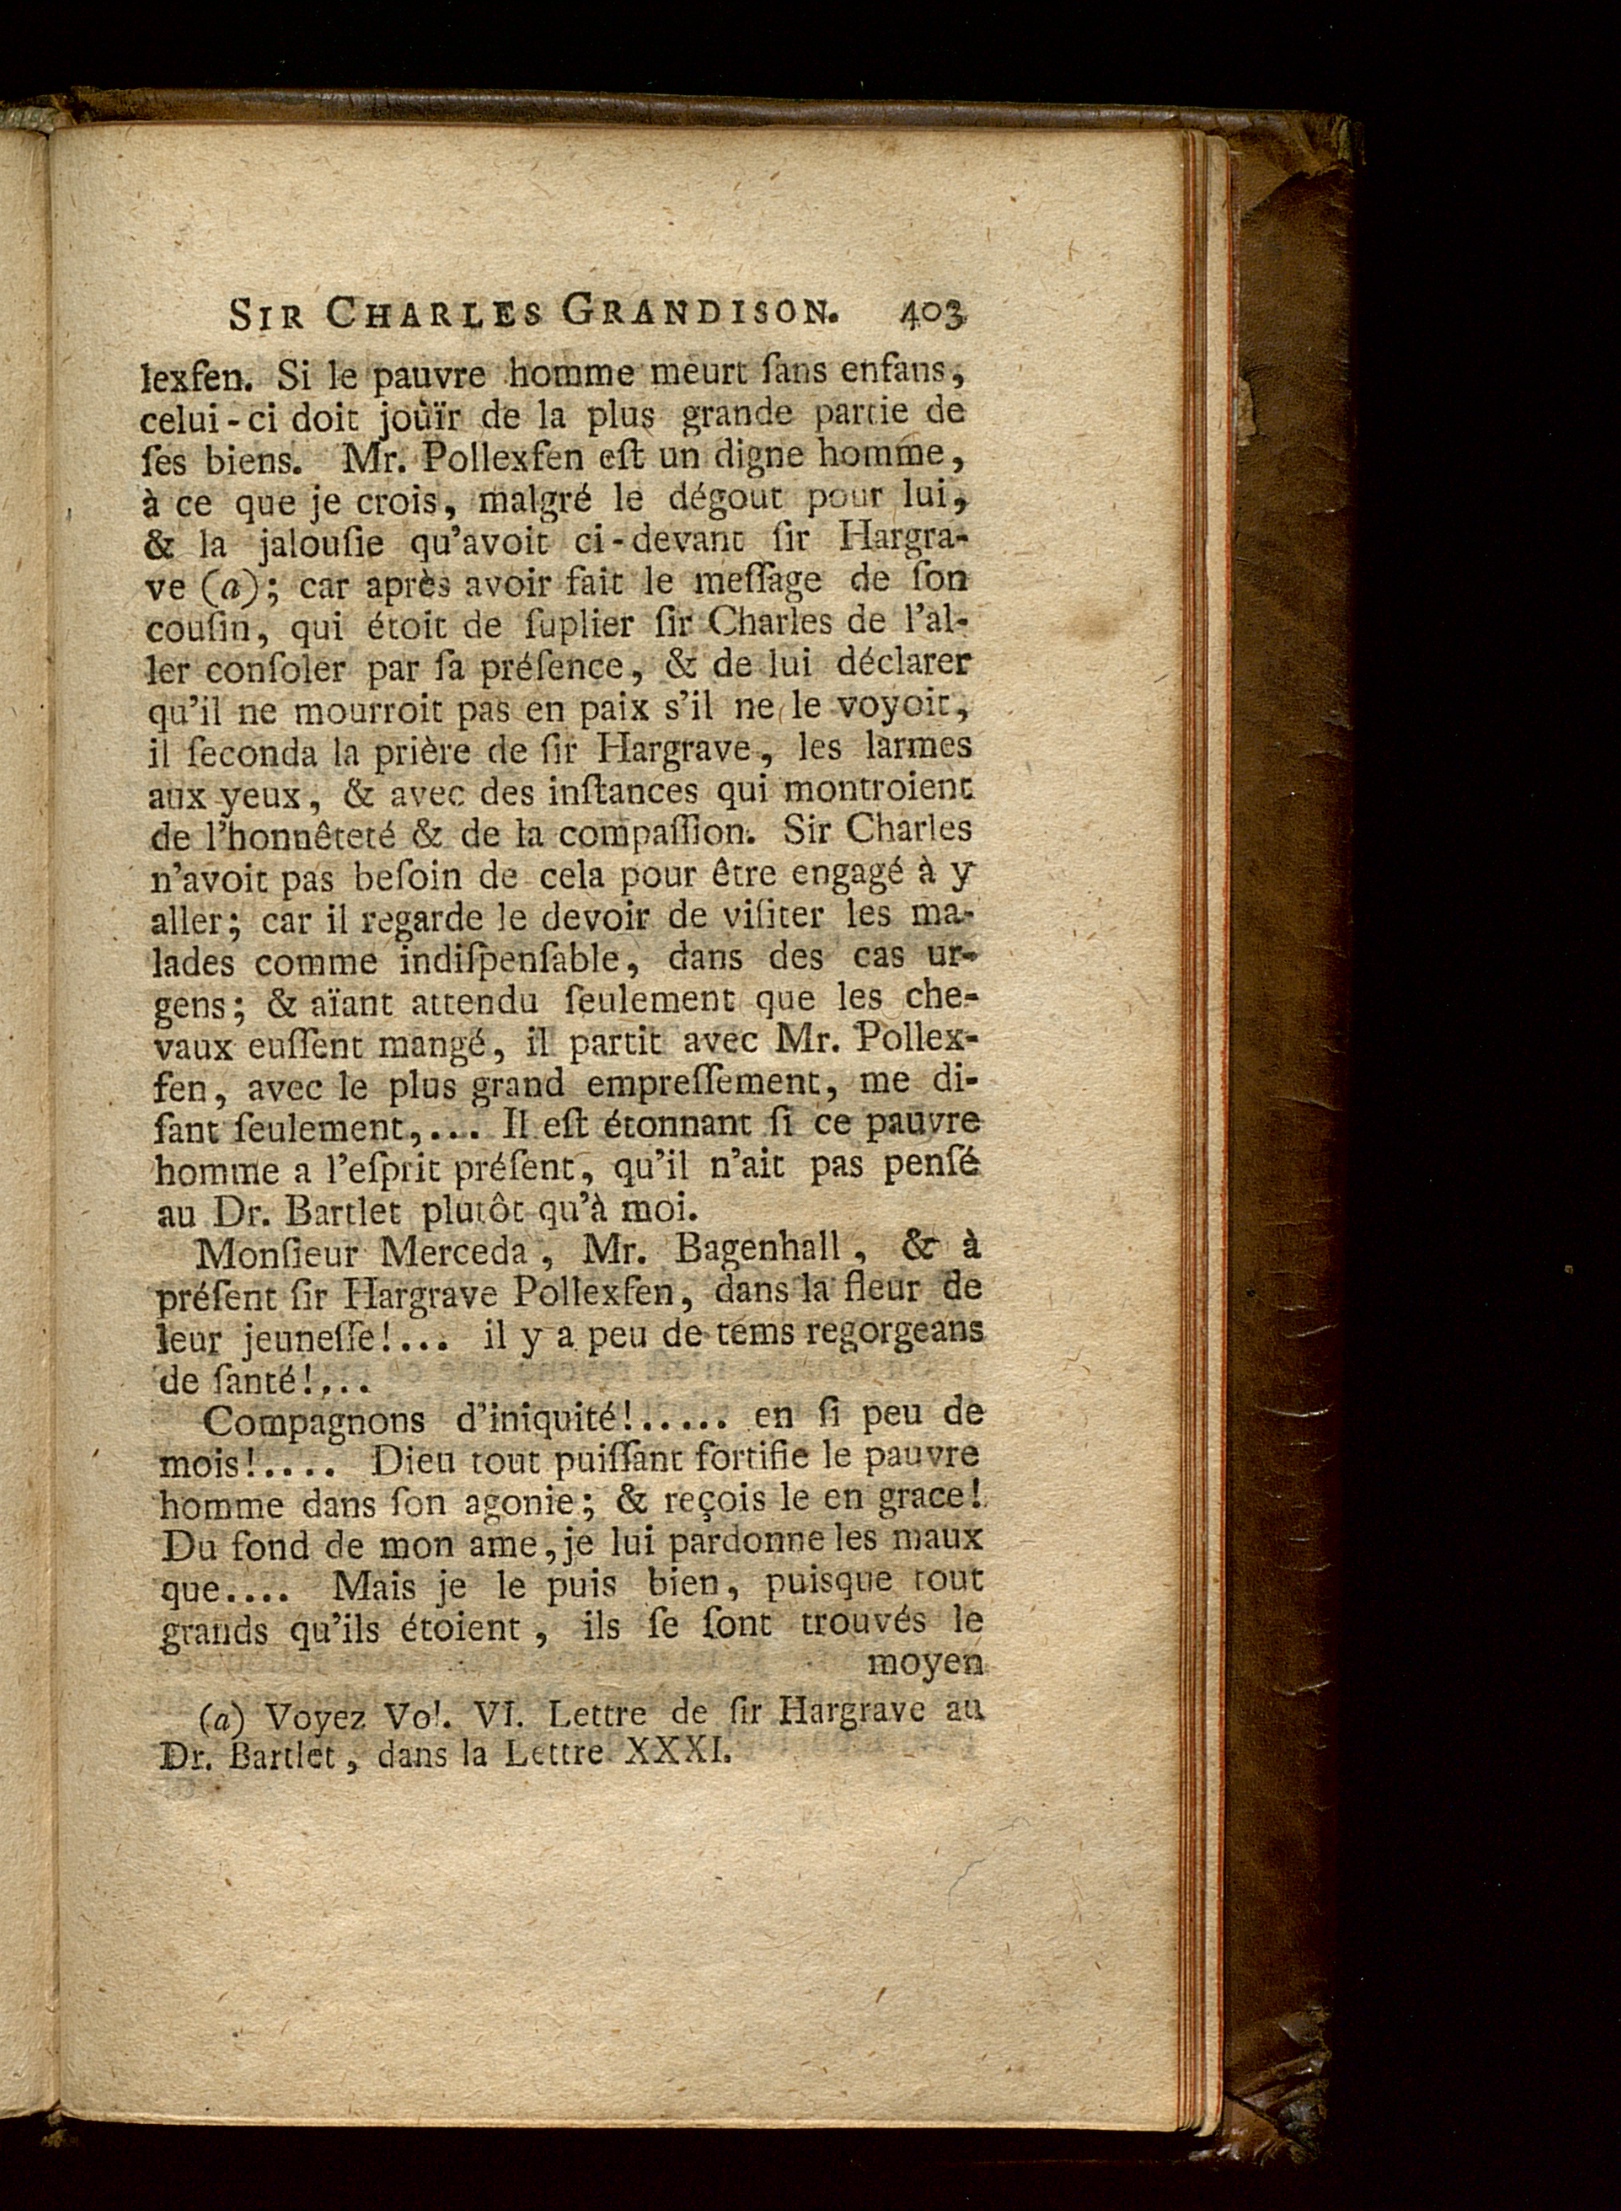 SIR CHARLES GRANDISON. 403
lexfen. Si le pauvre homme meurt ſans enfans,
celui-ci doit joüïr de la plus grande partie de
ſes biens. Mr. Pollexfen eſt un digne homme,
à ce que je crois, malgré le dégout pour lui,
& la jalouſie qu'avoit ci-devant ſir Hargra-
ve (a); car après avoir fait le meſſage de ſon
couſin, qui étoit de ſuplier ſir Charles de l'al-
ler conſoler par ſa préſence, & de lui déclarer
qu'il ne mourroit pas en paix s'il ne le voyoit,
il ſeconda la prière de ſir Hargrave, les larmes
aux yeux, & avec des inſtances qui montroient
de l'honnêteté & de la compaſſion. Sir Charles
n'avoit pas beſoin de cela pour être engagé à y
aller; car il regarde le devoir de viſiter les ma-
lades comme indiſpenſable, dans des cas ur-
gens; & aïant attendu ſeulement que les che-
vaux euſſent mangé, il partit avec Mr. Pollex-
fen, avec le plus grand empreſſement, me di-
ſant ſeulement,... Il eſt étonnant ſi ce pauvre
homme a l'eſprit préſent, qu'il n'ait pas penſé
au Dr. Bartlet plutôt qu'à moi.
Monſieur Merceda, Mr. Bagenhall, & à
préſent ſir Hargrave Pollexfen, dans la fleur de
leur jeuneſſe!... il y a peu de tems regorgeans
de ſanté!...
Compagnons d'iniquité!..... en ſi peu de
mois!.... Dieu tout puiſſant fortifie le pauvre
homme dans ſon agonie; & reçois le en grace!
Du fond de mon ame, je lui pardonne les maux
que.... Mais je le puis bien, puisque tout
grands qu'ils étoient, ils ſe ſont trouvés le
moyen
(a) Voyez Vol. VI. Lettre de ſir Hargrave au
Dr. Bartlet, dans la Lettre XXXI.